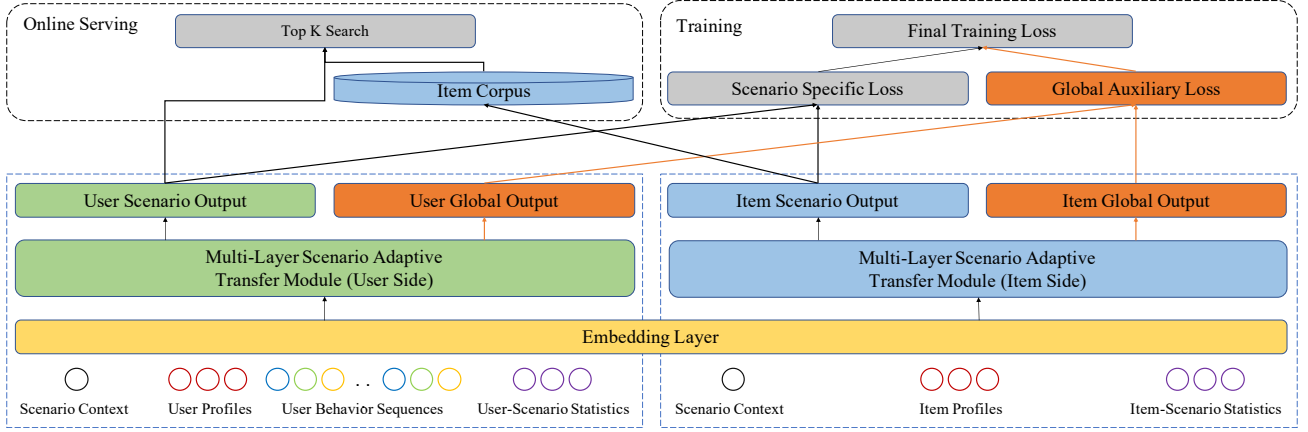 Online Serving
Top K Search
Item Corpus
Training
Final Training Loss
Scenario Specific Loss
Global Auxiliary Loss
User Scenario Output
User Global Output
Item Scenario Output
Item Global Output
Multi-Layer Scenario Adaptive
Transfer Module (User Side)
Multi-Layer Scenario Adaptive
Transfer Module (Item Side)
Embedding Layer
. .
Scenario Context
User Profiles
User Behavior Sequences
User-Scenario Statistics
Scenario Context
Item Profiles
Item-Scenario Statistics